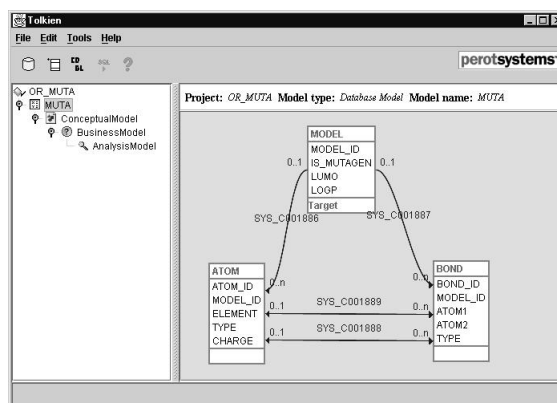 Tolkien
File Edit Tools Help
perotsystems
OR_MUTA
MUTA
ConceptualModel
BusinessModel
AnalysisModel
Project: OR_MUTA Model type: Database Model Model name: MUTA
MODEL
MODEL_ID
0..1 IS_MUTAGEN 0..1
LUMO
LOGP
Target
SYS_C001886 SYS_C001887
ATOM
0..n
ATOM_ID
MODEL_ID
ELEMENT
TYPE
CHARGE
BOND
0..n
BOND_ID
MODEL_ID
ATOM1
ATOM2
TYPE
0..1 SYS_C001889 0..n
0..1 SYS_C001888 0..n